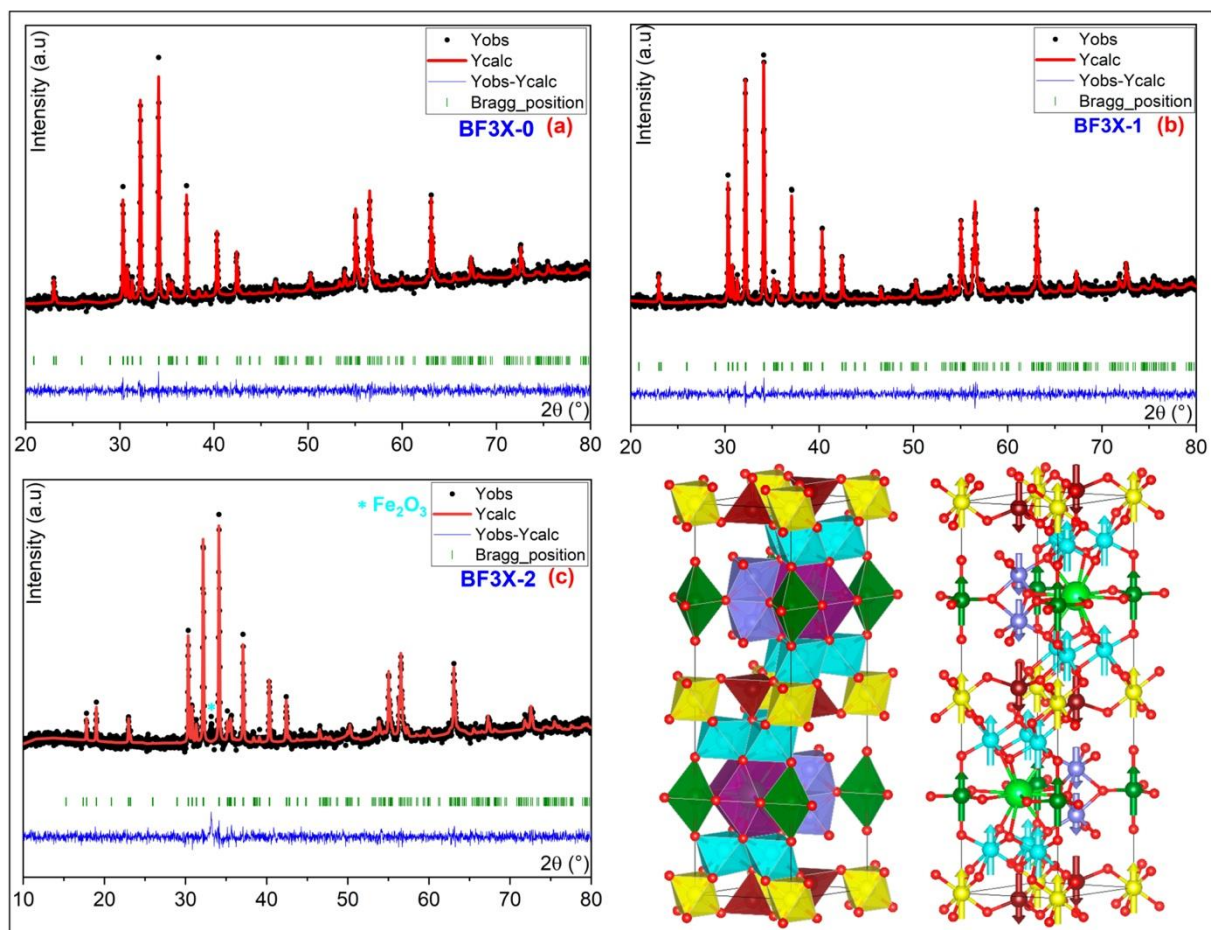 Intensity (a.u)
Yobs
Ycalc
Yobs-Ycalc
Bragg_position
BF3X-0 (a)
2θ (°)
20 30 40 50 60 70 80
Intensity (a.u)
Yobs
Ycalc
Yobs-Ycalc
Bragg_position
BF3X-1 (b)
2θ (°)
20 30 40 50 60 70 80
Intensity (a.u)
* Fe₂O₃
Yobs
Ycalc
Yobs-Ycalc
Bragg_position
BF3X-2 (c)
*
2θ (°)
10 20 30 40 50 60 70 80